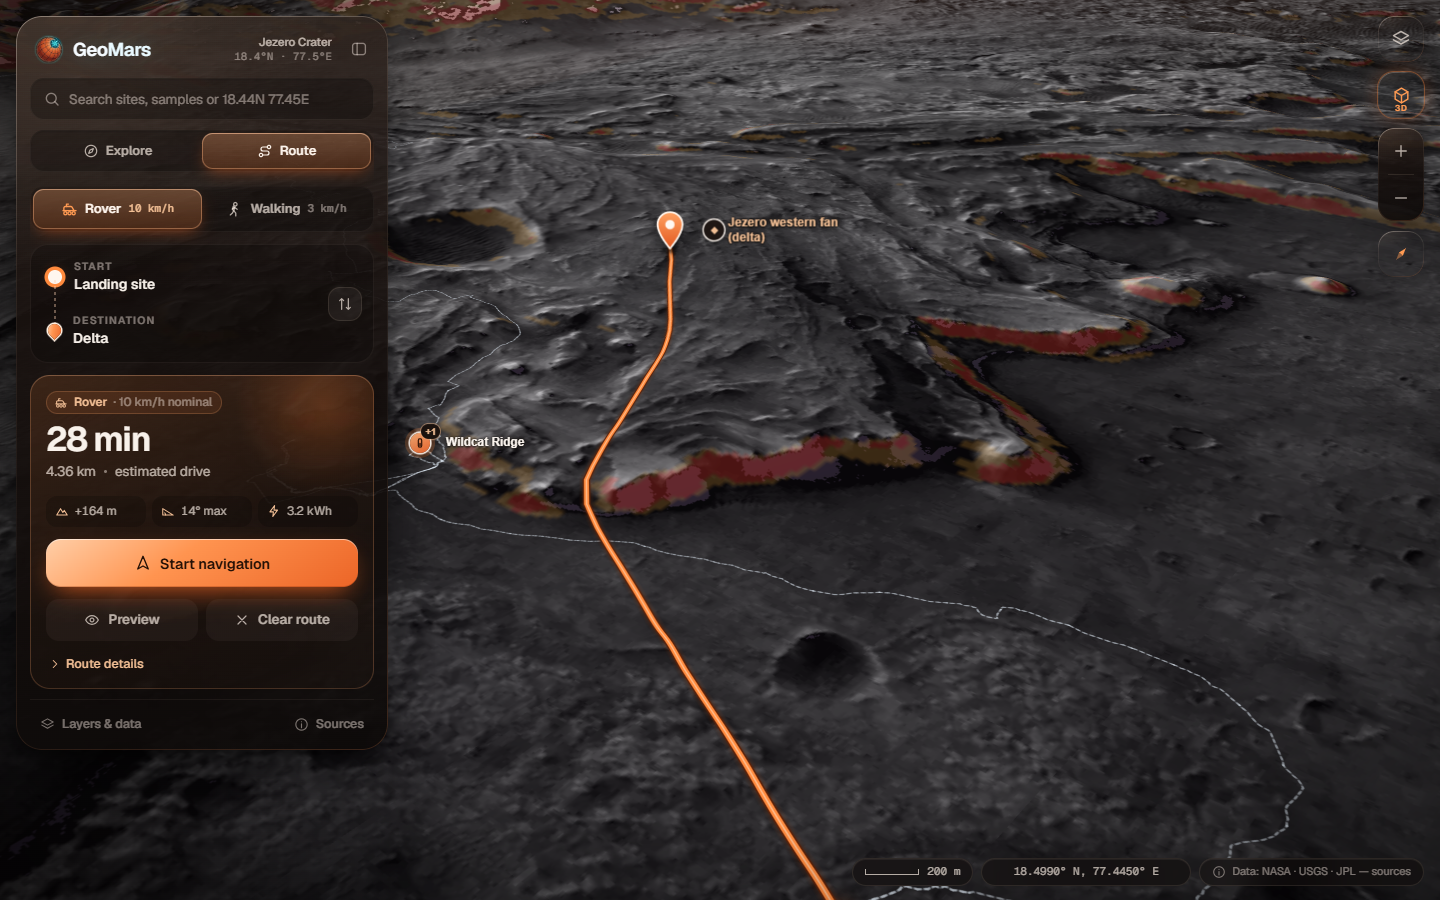 GeoMars
Jezero Crater
18.4°N · 77.5°E
Search sites, samples or 18.44N 77.45E
Explore
Route
Rover 10 km/h
Walking 3 km/h
START
Landing site
DESTINATION
Delta
Rover · 10 km/h nominal
28 min
4.36 km • estimated drive
+164 m
14° max
3.2 kWh
Start navigation
Preview
Clear route
Route details
Layers & data
Sources
Jezero western fan
(delta)
+1
Wildcat Ridge
3D
200 m
18.4990° N, 77.4450° E
Data: NASA · USGS · JPL — sources